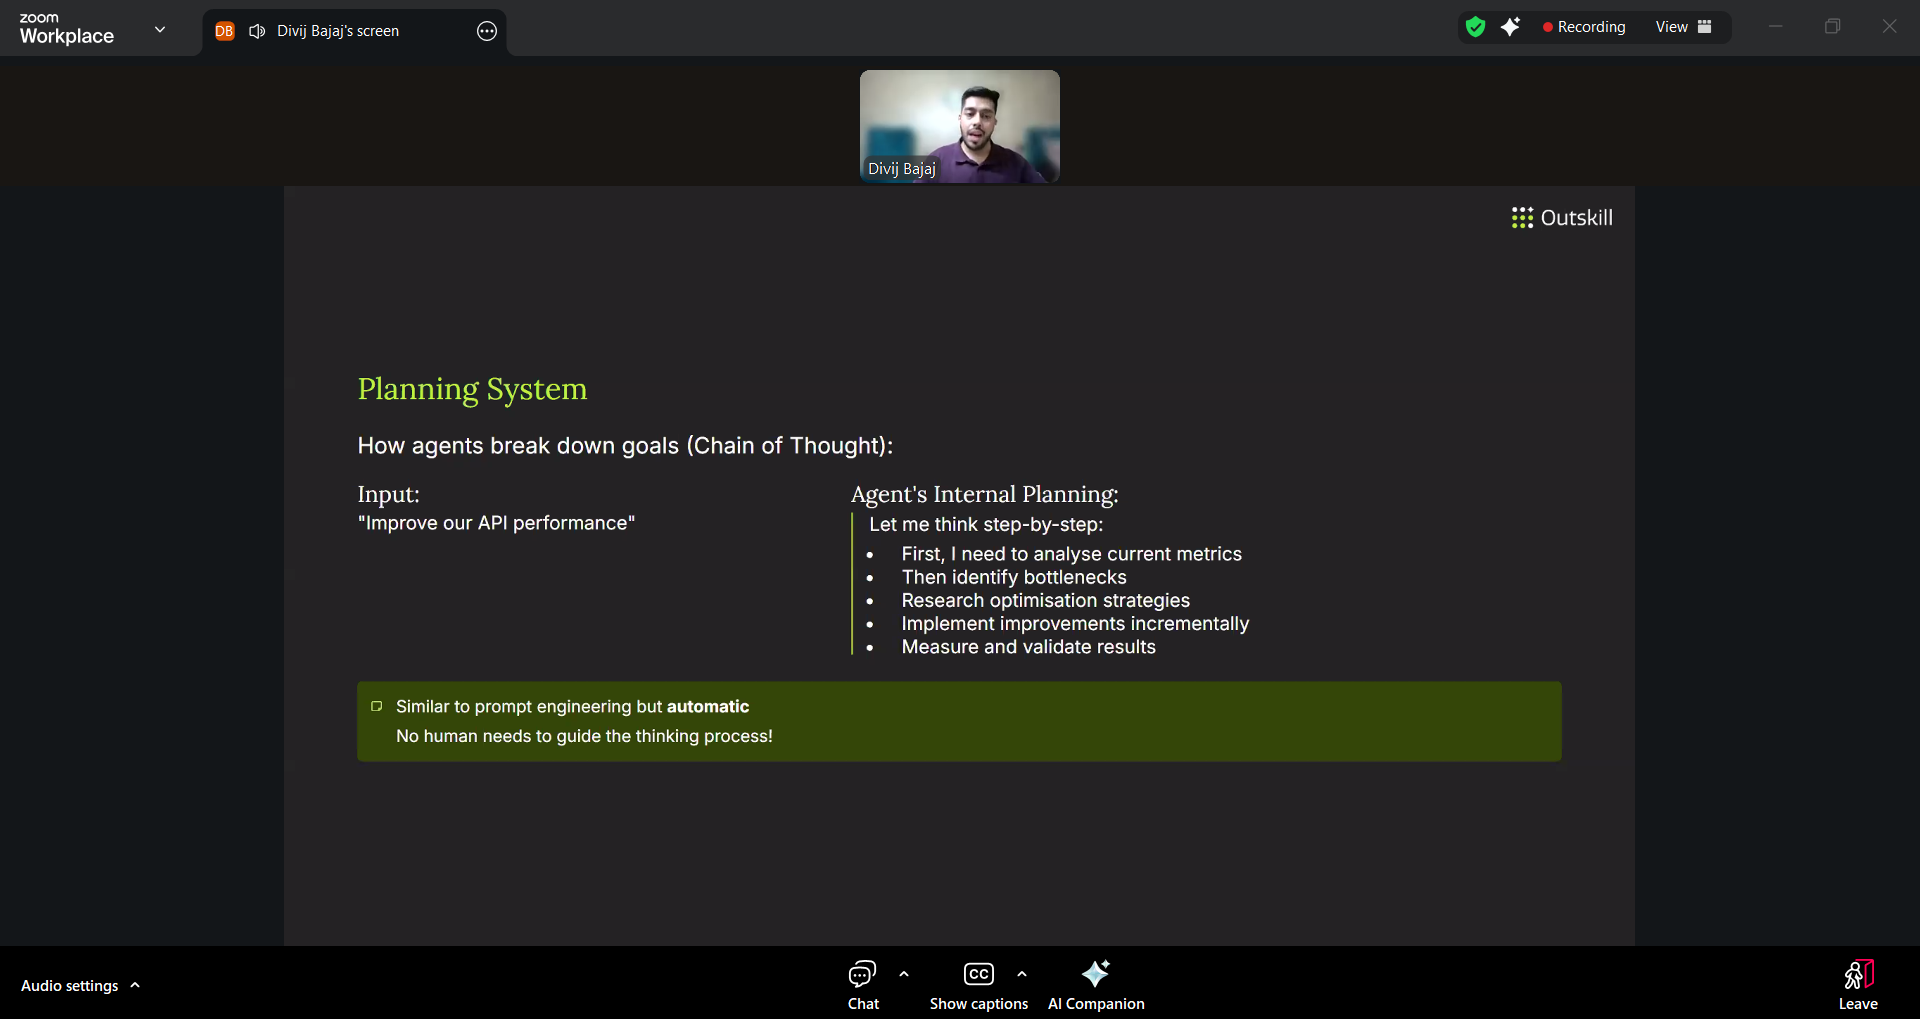 zoom
Workplace
DB
Divij Bajaj's screen
Recording
View
Divij Bajaj
Outskill
Planning System
How agents break down goals (Chain of Thought):
Input:
"Improve our API performance"
Agent's Internal Planning:
Let me think step-by-step:
• First, I need to analyse current metrics
• Then identify bottlenecks
• Research optimisation strategies
• Implement improvements incrementally
• Measure and validate results
Similar to prompt engineering but automatic
No human needs to guide the thinking process!
Audio settings
Chat
CC
Show captions
AI Companion
Leave